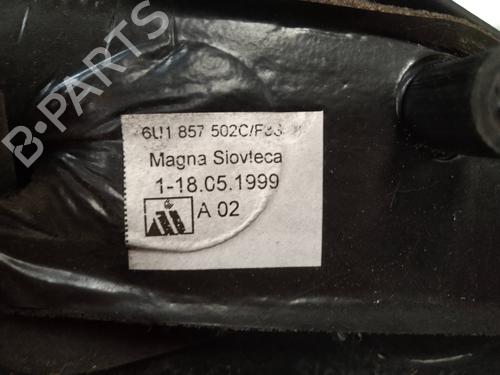 B-PARTS
6U1 857 502C/F33
Magna Slovteca
1-18.05.1999
A 02